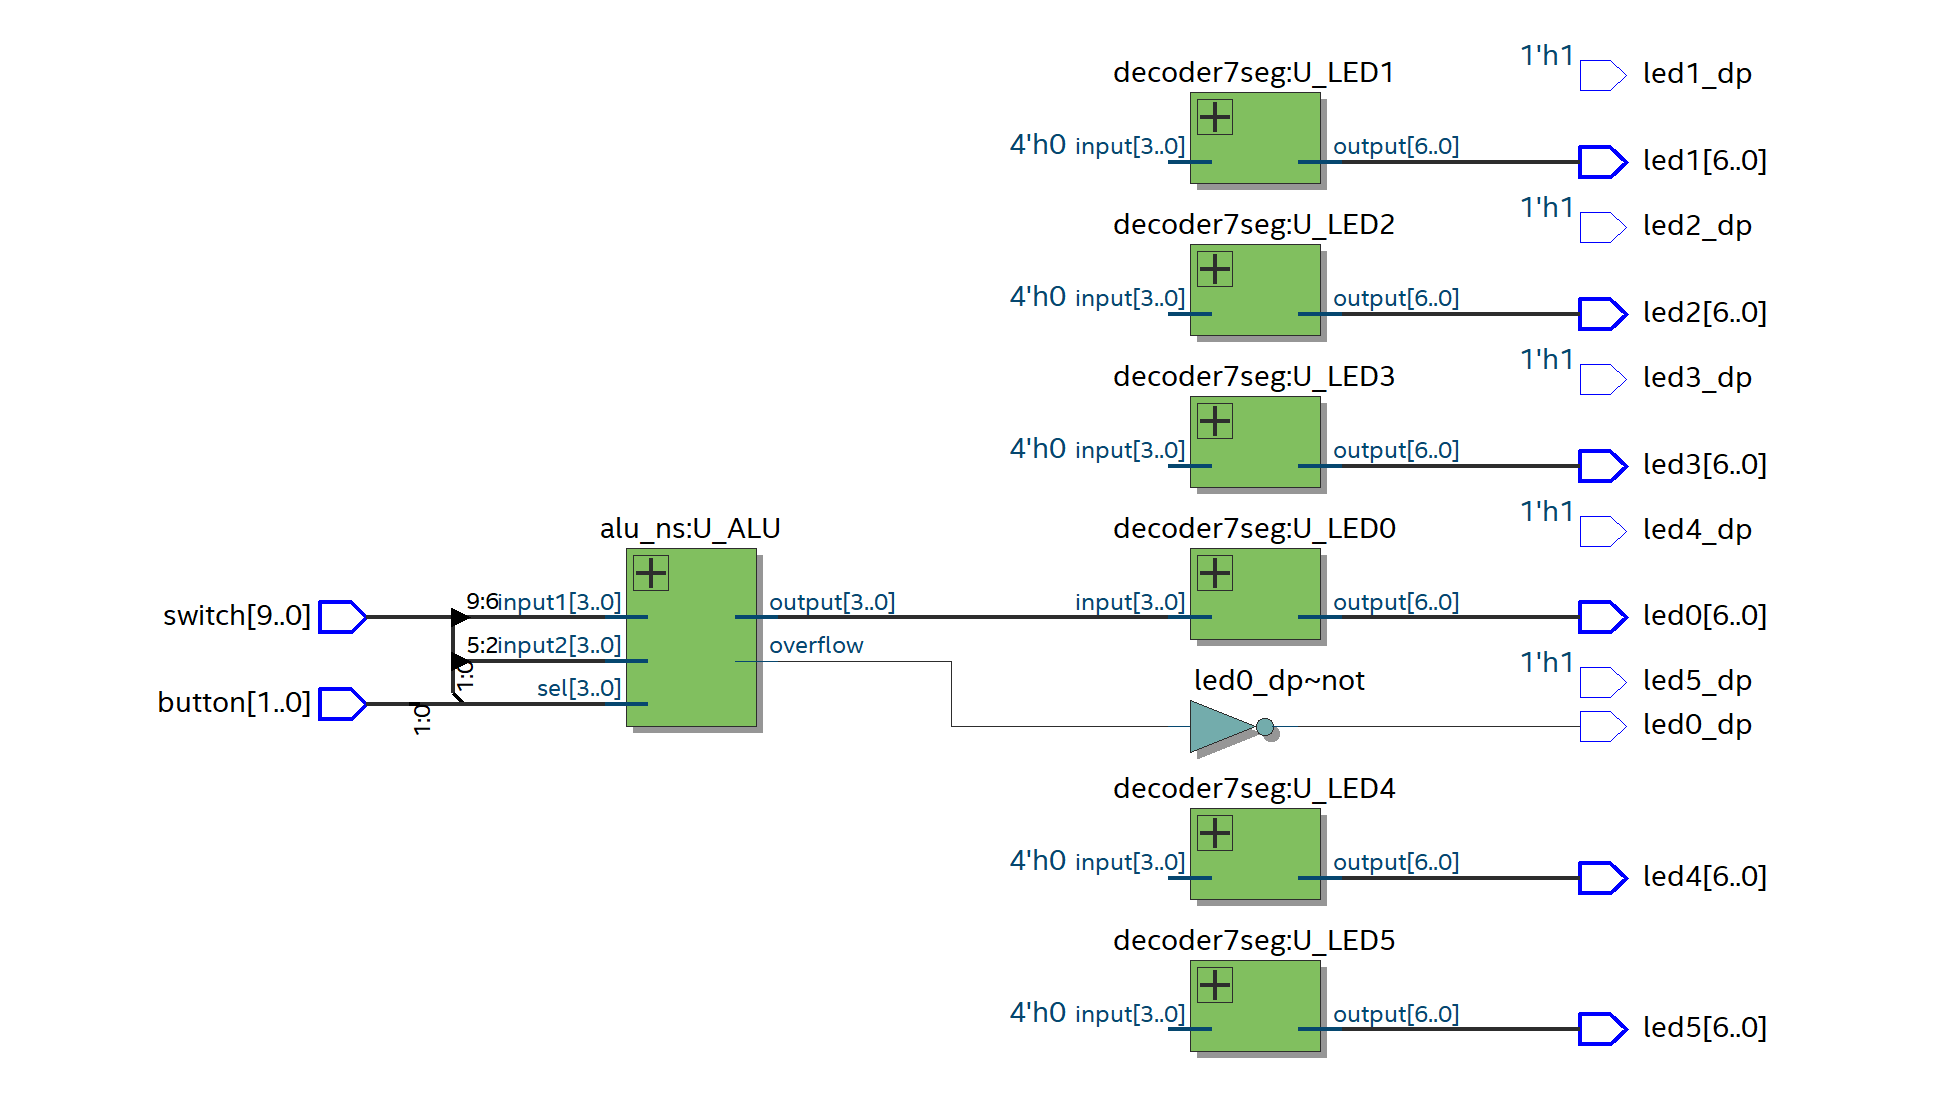 decoder7seg:U_LED1
1'h1
led1_dp
4'h0 input[3..0]
output[6..0]
led1[6..0]
decoder7seg:U_LED2
1'h1
led2_dp
4'h0 input[3..0]
output[6..0]
led2[6..0]
decoder7seg:U_LED3
1'h1
led3_dp
4'h0 input[3..0]
output[6..0]
led3[6..0]
alu_ns:U_ALU
decoder7seg:U_LED0
1'h1
led4_dp
switch[9..0]
9:6
input1[3..0]
output[3..0]
input[3..0]
output[6..0]
led0[6..0]
5:2
input2[3..0]
overflow
1:0
sel[3..0]
button[1..0]
1:0
led0_dp~not
1'h1
led5_dp
led0_dp
decoder7seg:U_LED4
4'h0 input[3..0]
output[6..0]
led4[6..0]
decoder7seg:U_LED5
4'h0 input[3..0]
output[6..0]
led5[6..0]